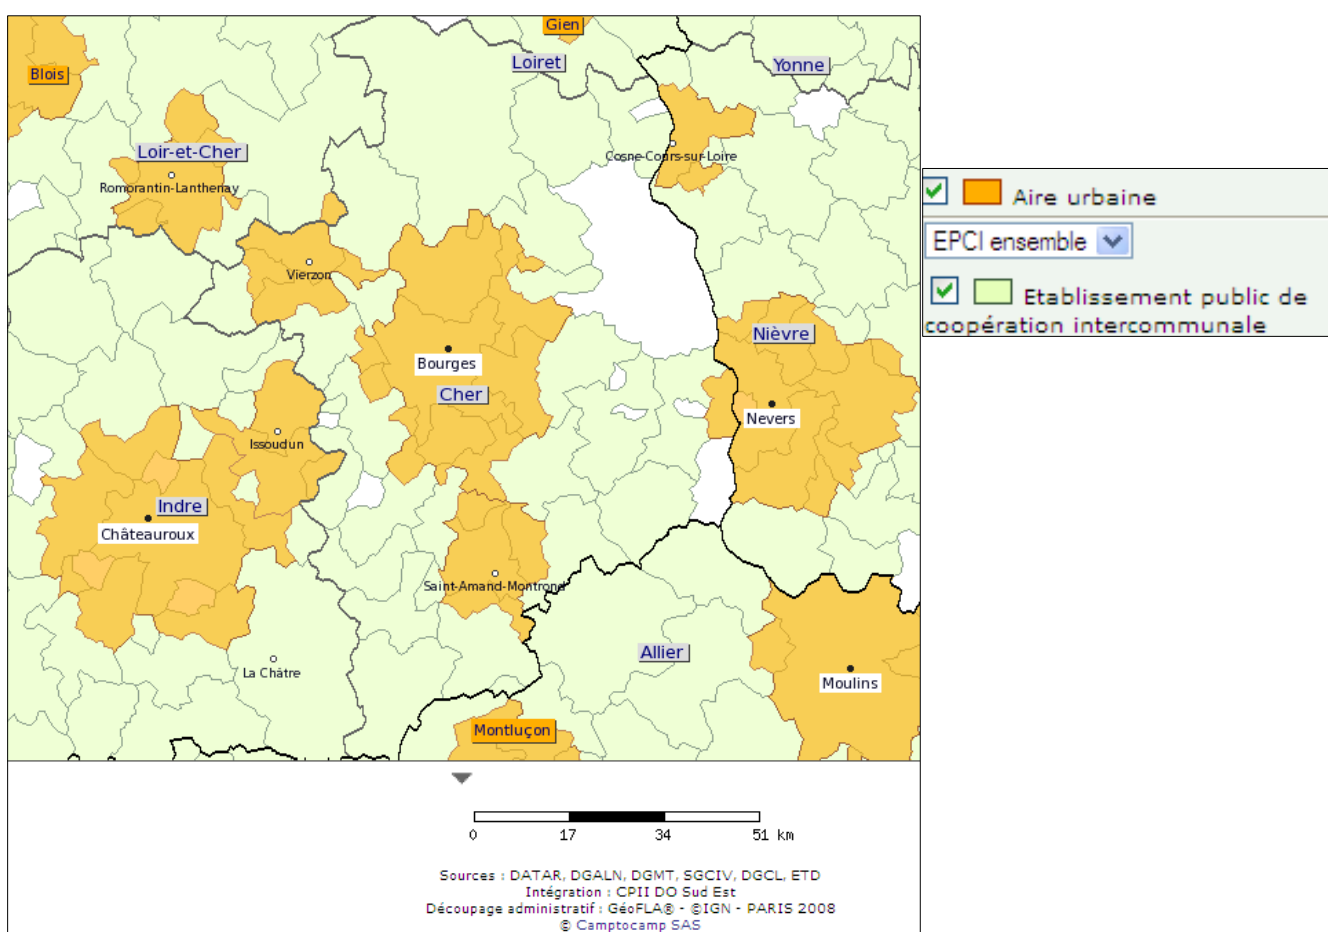 Gien
Loiret
Yonne
Blois
Loir-et-Cher
Cosne-Cours-sur-Loire
Romorantin-Lanthenay
Aire urbaine
EPCI ensemble
Vierzon
Etablissement public de
coopération intercommunale
Nièvre
Bourges
Cher
Nevers
Issoudun
Indre
Châteauroux
Saint-Amand-Montrond
Allier
La Châtre
Moulins
Montluçon
0 17 34 51 km
Sources : DATAR, DGALN, DGMT, SGCIV, DGCL, ETD
Intégration : CPII DO Sud Est
Découpage administratif : GéoFLA® - ©IGN - PARIS 2008
© Camptocamp SAS